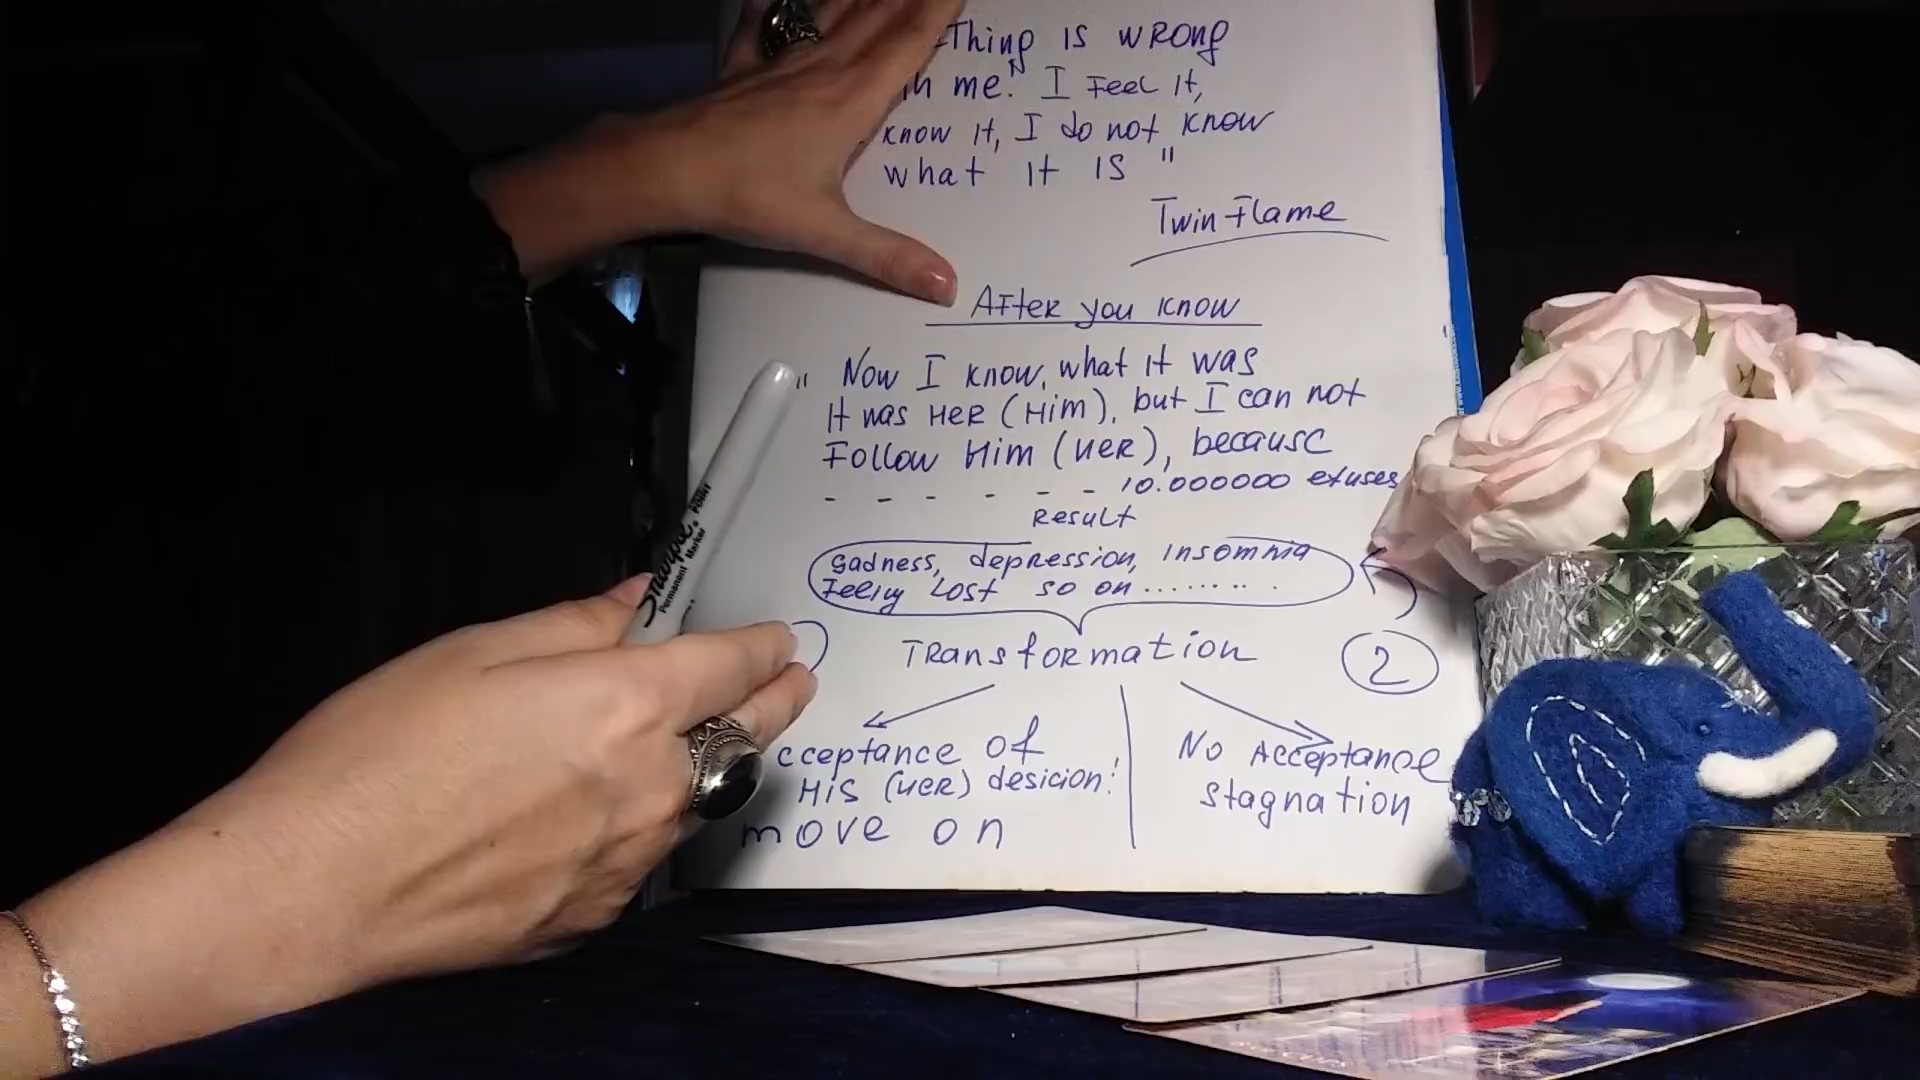 Thing is wrong
in me." I Feel it,
know it, I do not know
what it is"
Twin-Flame
After you know
" Now I know, what it was
It was Her (Him), but I can not
Follow Him (Her), because
- - - - - - 10.000000 exuses
Result
Sadness, depression, insomnia
Feeliy Lost so on ..........
Transformation
2
cceptance of
His (Her) desicion!
move on
No Acceptance
Stagnation
Sharpie
Permanent Marker